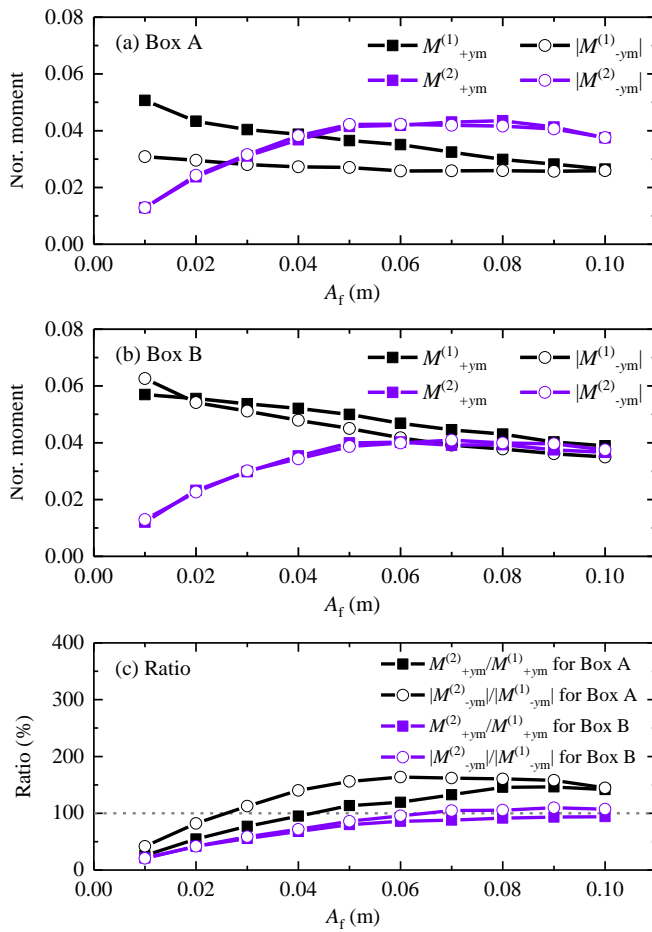 (a) Box A
M(1)+ym |M(1)-ym|
M(2)+ym |M(2)-ym|
0.08
0.06
0.04
0.02
0.00
Nor. moment
0.00 0.02 0.04 0.06 0.08 0.10
Af (m)
(b) Box B
M(1)+ym |M(1)-ym|
M(2)+ym |M(2)-ym|
0.08
0.06
0.04
0.02
0.00
Nor. moment
0.00 0.02 0.04 0.06 0.08 0.10
Af (m)
(c) Ratio
M(2)+ym/M(1)+ym for Box A
|M(2)-ym|/|M(1)-ym| for Box A
M(2)+ym/M(1)+ym for Box B
|M(2)-ym|/|M(1)-ym| for Box B
400
300
200
100
0
Ratio (%)
0.00 0.02 0.04 0.06 0.08 0.10
Af (m)